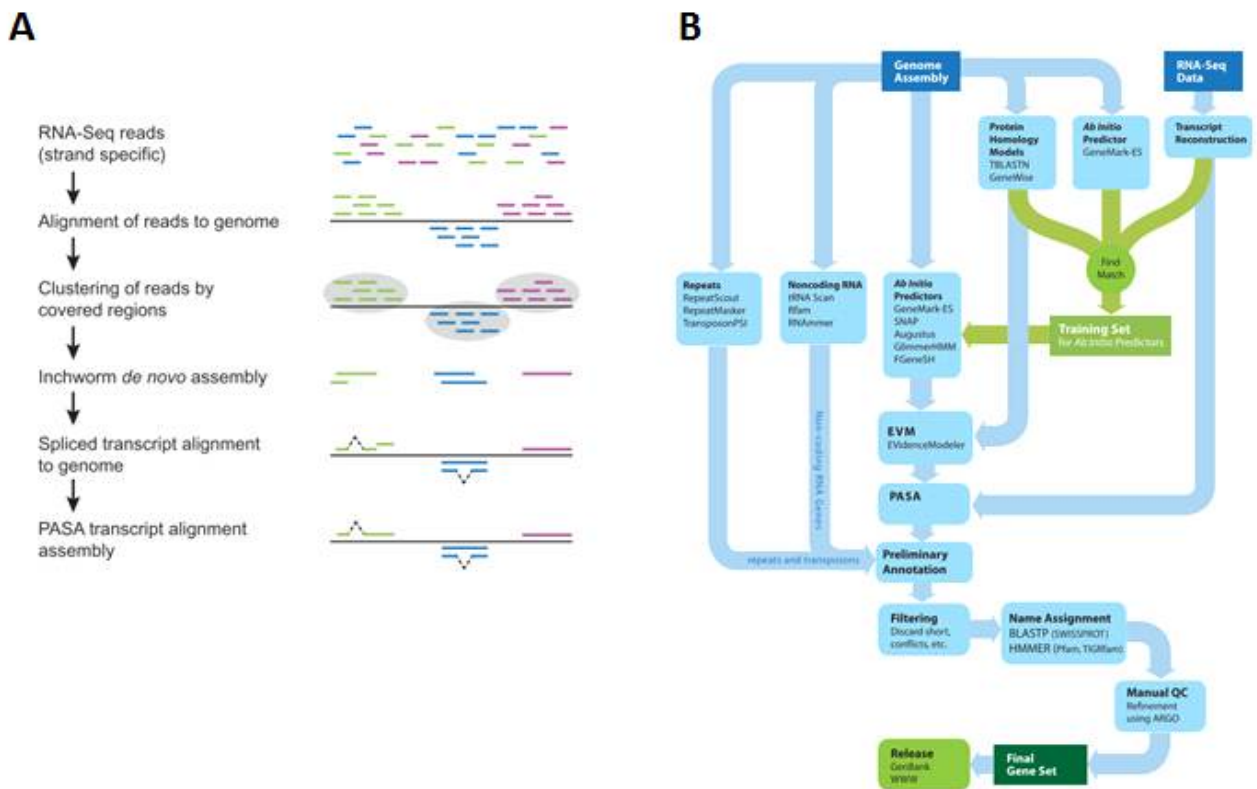 A
RNA-Seq reads
(strand specific)
Alignment of reads to genome
Clustering of reads by
covered regions
Inchworm de novo assembly
Spliced transcript alignment
to genome
PASA transcript alignment
assembly
B
Genome
Assembly
RNA-Seq
Data
Protein
Homology
Models
TBLASTN
GeneWise
Ab Initio
Predictor
GeneMark-ES
Transcript
Reconstruction
Find
Match
Training Set
for Ab Initio Predictors
Repeats
RepeatScout
RepeatMasker
TransposonPSI
Noncoding RNA
tRNA Scan
Rfam
RNAmmer
Ab Initio
Predictors
GeneMark-ES
SNAP
Augustus
GlimmerHMM
FGeneSH
EVM
EVidenceModeler
PASA
Non-coding RNA Genes
repeats and transposons
Preliminary
Annotation
Filtering
Discard short,
conflicts, etc.
Name Assignment
BLASTP (SWISSPROT)
HMMER (Pfam, TIGRfam)
Manual QC
Refinement
using ARGO
Final
Gene Set
Release
GenBank
WWW